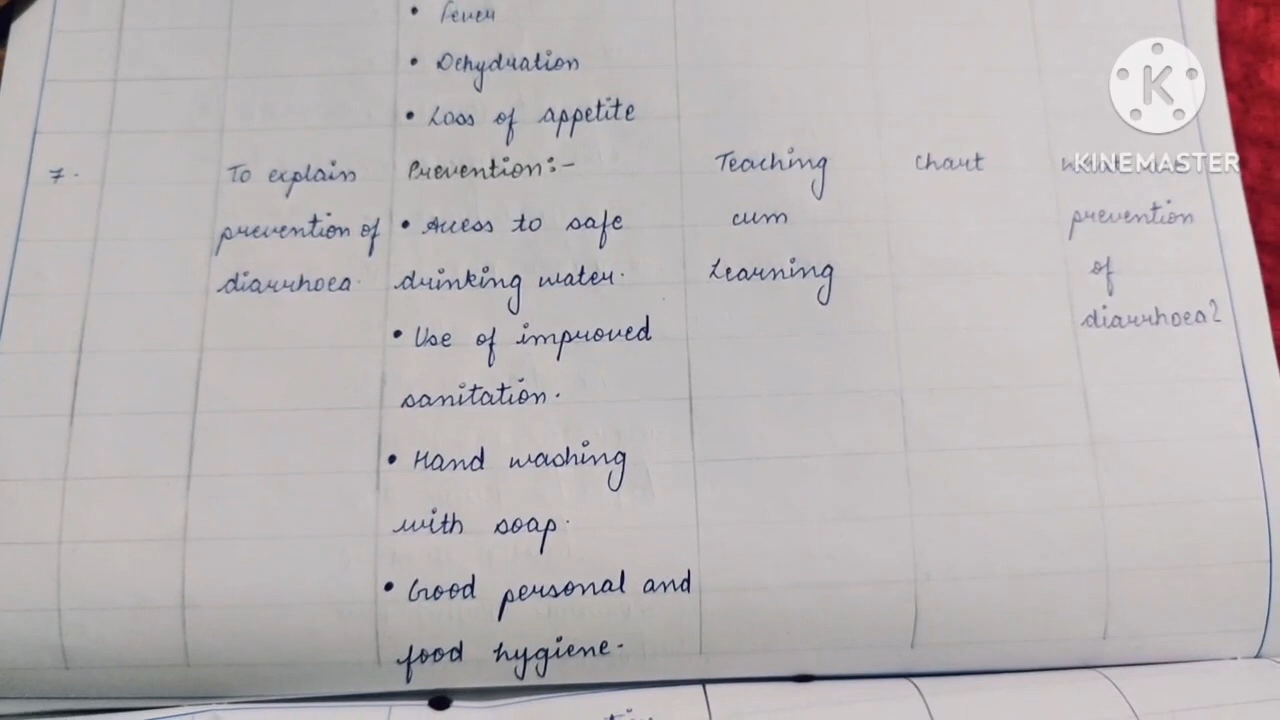 • Fever
• Dehydration
• Loss of appetite
7.
To explain
prevention of
diarrhoea.
Prevention:-
• Access to safe
drinking water.
• Use of improved
sanitation.
• Hand washing
with soap.
• Good personal and
food hygiene.
Teaching
cum
Learning
chart
prevention
of
diarrhoea?
K
KINEMASTER